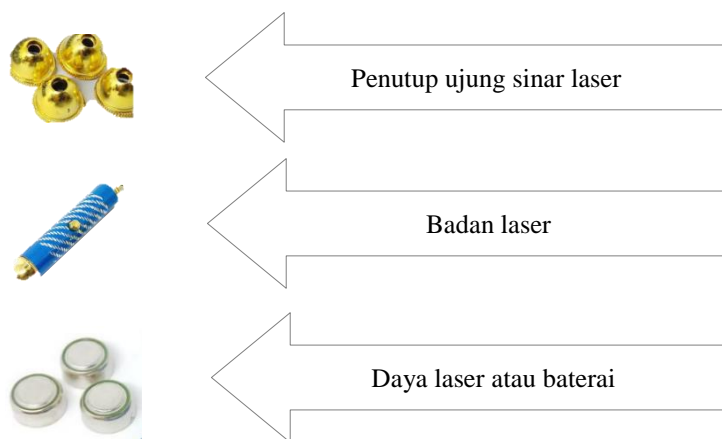 Penutup ujung sinar laser
Badan laser
Daya laser atau baterai